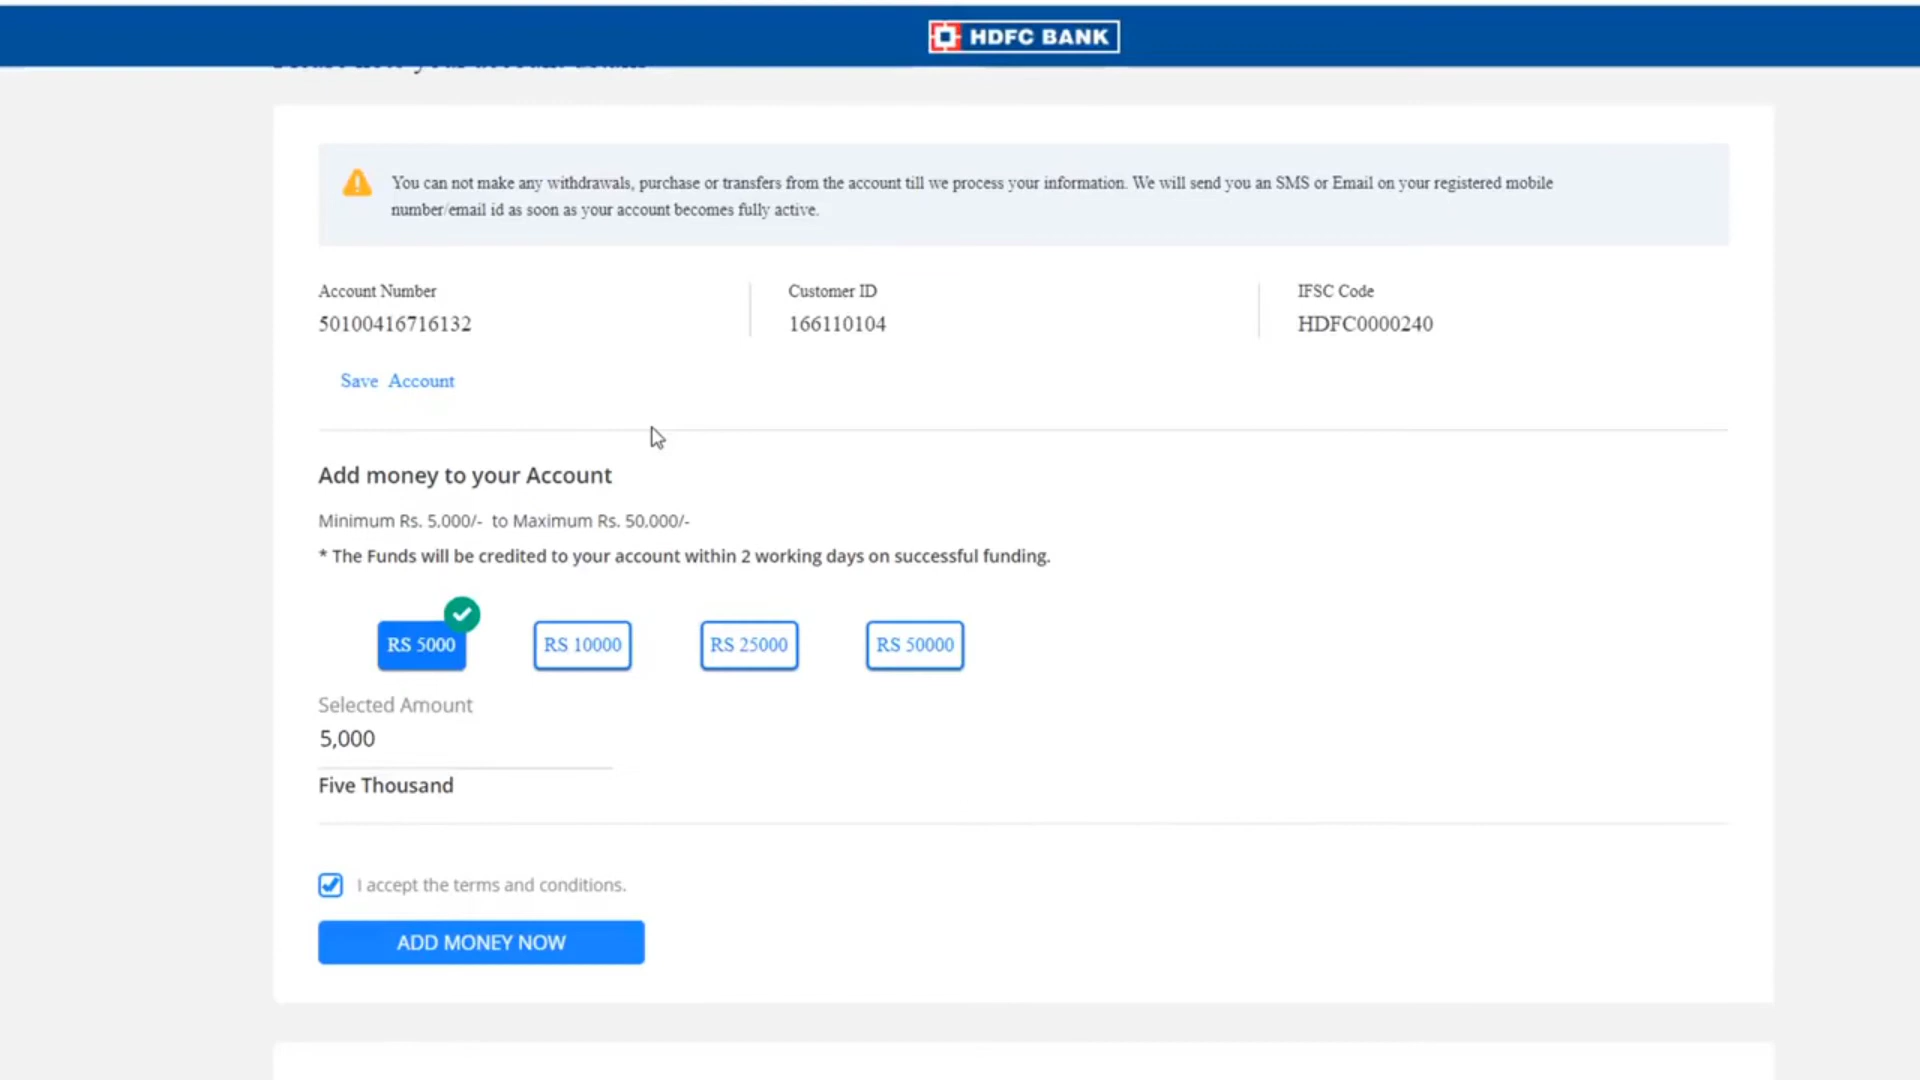 HDFC BANK
You can not make any withdrawals, purchase or transfers from the account till we process your information. We will send you an SMS or Email on your registered mobile
number/email id as soon as your account becomes fully active.
Account Number
Customer ID
IFSC Code
50100416716132
166110104
HDFC0000240
Save Account
Add money to your Account
Minimum Rs. 5,000/- to Maximum Rs. 50,000/-
* The Funds will be credited to your account within 2 working days on successful funding.
RS 5000
RS 10000
RS 25000
RS 50000
Selected Amount
5,000
Five Thousand
I accept the terms and conditions.
ADD MONEY NOW